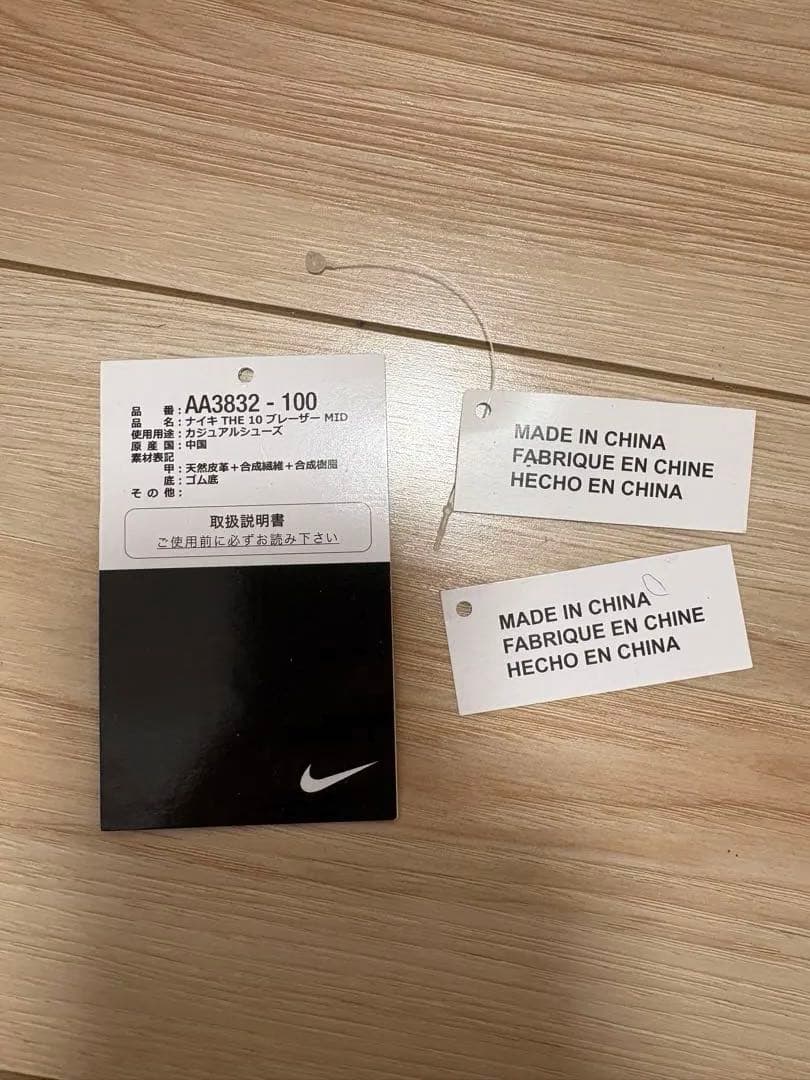 品 番：AA3832 - 100
品 名：ナイキ THE 10 ブレーザー MID
使用用途：カジュアルシューズ
原 産 国：中国
素材表記
甲：天然皮革＋合成繊維＋合成樹脂
底：ゴム底
そ の 他：
取扱説明書
ご使用前に必ずお読み下さい
MADE IN CHINA
FABRIQUE EN CHINE
HECHO EN CHINA
MADE IN CHINA
FABRIQUE EN CHINE
HECHO EN CHINA